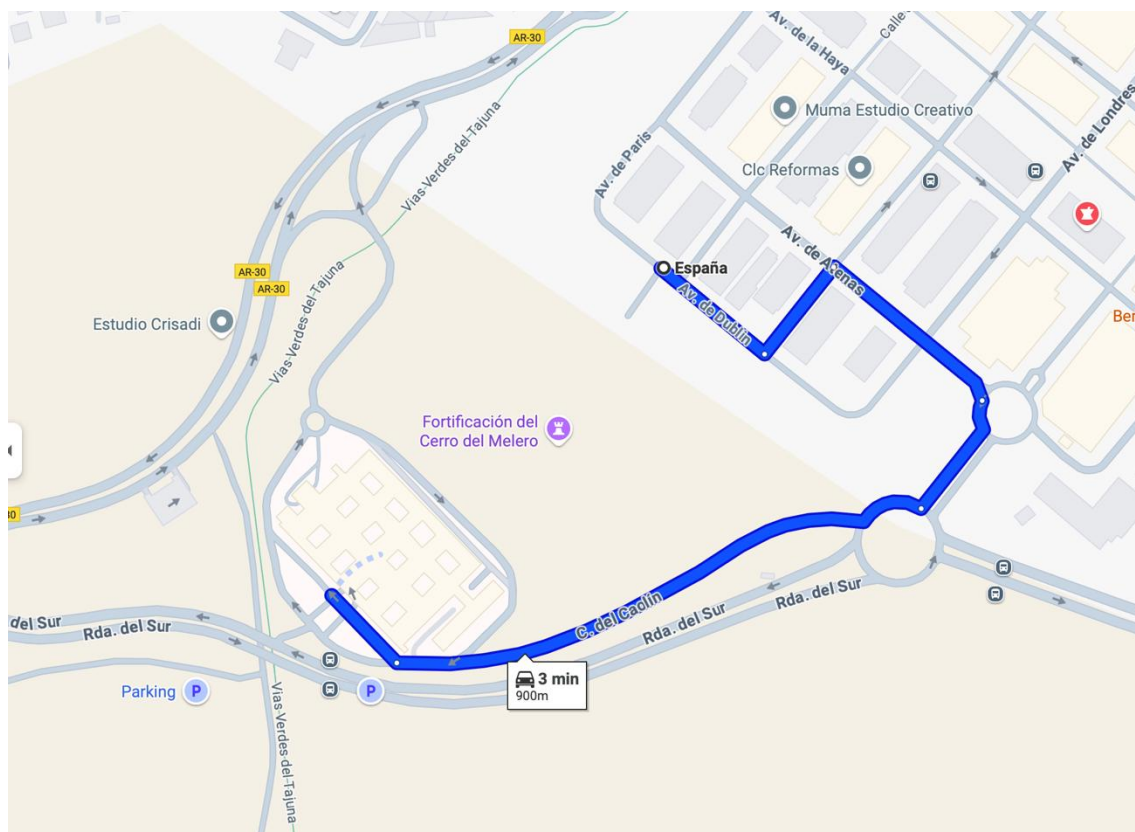 AR-30
Av. de la Haya
Calle
Muma Estudio Creativo
Av. de Londres
Vias Verdes del Tajuna
Av. de Paris
Clc Reformas
Av. de Atenas
España
AR-30
AR-30
Av. de Dublín
Estudio Crisadi
Vias-Verdes-del-Tajuna
Ber
Fortificación del
Cerro del Melero
30
del Sur
Rda. del Sur
C. del Caolín
Rda. del Sur
Rda. del Sur
3 min
900m
Parking
P
P
Vias-Verdes-del-Tajuna